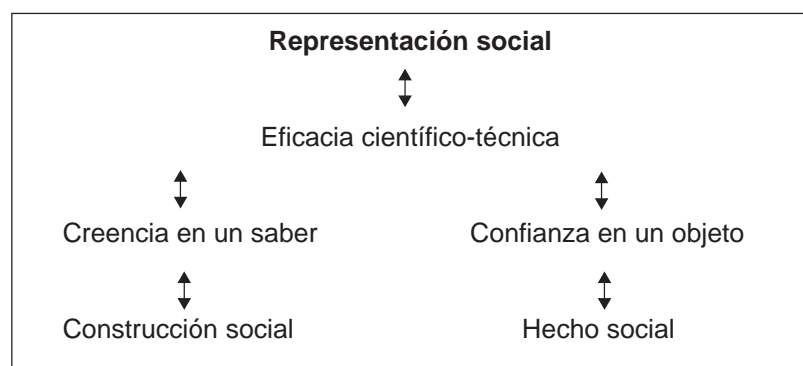 Representación social
Eficacia científico-técnica
Creencia en un saber
Confianza en un objeto
Construcción social
Hecho social